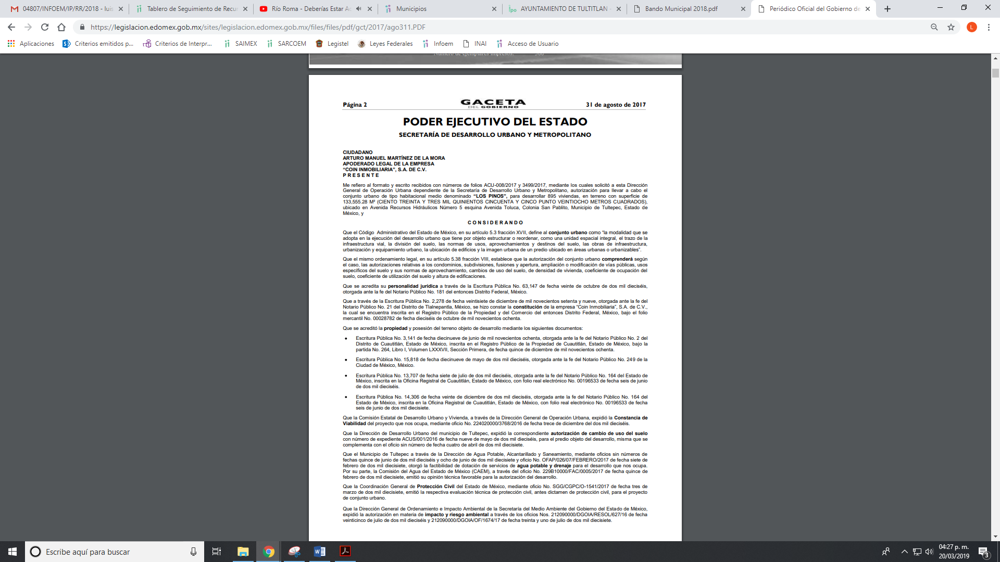 04807/INFOEM/IP/RR/2018 - luis
Tablero de Seguimiento de Recur
Río Roma - Deberías Estar Ac
Municipios
ipo AYUNTAMIENTO DE TULTITLAN -
Bando Municipal 2018.pdf
Periódico Oficial del Gobierno de
https://legislacion.edomex.gob.mx/sites/legislacion.edomex.gob.mx/files/files/pdf/gct/2017/ago311.PDF
L
Aplicaciones
Criterios emitidos p...
Criterios de Interpr...
SAIMEX
SARCOEM
Legistel
Leyes Federales
Infoem
INAI
Acceso de Usuario
Número de ejemplares impresos: 300
Página 2
GACETA
DEL GOBIERNO
31 de agosto de 2017
PODER EJECUTIVO DEL ESTADO
SECRETARÍA DE DESARROLLO URBANO Y METROPOLITANO
CIUDADANO
ARTURO MANUEL MARTÍNEZ DE LA MORA
APODERADO LEGAL DE LA EMPRESA
“COIN INMOBILIARIA”, S.A. DE C.V.
P R E S E N T E
Me refiero al formato y escrito recibidos con números de folios ACU-008/2017 y 3499/2017, mediante los cuales solicitó a esta Dirección
General de Operación Urbana dependiente de la Secretaría de Desarrollo Urbano y Metropolitano, autorización para llevar a cabo el
conjunto urbano de tipo habitacional medio denominado “LOS PINOS”, para desarrollar 895 viviendas, en terreno con superficie de
133,555.28 M² (CIENTO TREINTA Y TRES MIL QUINIENTOS CINCUENTA Y CINCO PUNTO VEINTIOCHO METROS CUADRADOS),
ubicado en Avenida Recursos Hidráulicos Número 5 esquina Avenida Toluca, Colonia San Pablito, Municipio de Tultepec, Estado de
México, y
C O N S I D E R A N D O
Que el Código Administrativo del Estado de México, en su artículo 5.3 fracción XVII, define al conjunto urbano como “la modalidad que se
adopta en la ejecución del desarrollo urbano que tiene por objeto estructurar o reordenar, como una unidad espacial integral, el trazo de la
infraestructura vial, la división del suelo, las normas de usos, aprovechamientos y destinos del suelo, las obras de infraestructura,
urbanización y equipamiento urbano, la ubicación de edificios y la imagen urbana de un predio ubicado en áreas urbanas o urbanizables”.
Que el mismo ordenamiento legal, en su artículo 5.38 fracción VIII, establece que la autorización del conjunto urbano comprenderá según
el caso, las autorizaciones relativas a los condominios, subdivisiones, fusiones y apertura, ampliación o modificación de vías públicas, usos
específicos del suelo y sus normas de aprovechamiento, cambios de uso del suelo, de densidad de vivienda, coeficiente de ocupación del
suelo, coeficiente de utilización del suelo y altura de edificaciones.
Que se acredita su personalidad jurídica a través de la Escritura Pública No. 63,147 de fecha veinte de octubre de dos mil dieciséis,
otorgada ante la fe del Notario Público No. 181 del entonces Distrito Federal, México.
Que a través de la Escritura Pública No. 2,278 de fecha veintisiete de diciembre de mil novecientos setenta y nueve, otorgada ante la fe del
Notario Público No. 21 del Distrito de Tlalnepantla, México, se hizo constar la constitución de la empresa “Coin Inmobiliaria”, S.A. de C.V.,
la cual se encuentra inscrita en el Registro Público de la Propiedad y del Comercio del entonces Distrito Federal, México, bajo el folio
mercantil No. 00028782 de fecha dieciséis de octubre de mil novecientos ochenta.
Que se acreditó la propiedad y posesión del terreno objeto de desarrollo mediante los siguientes documentos:
• Escritura Pública No. 3,141 de fecha diecinueve de junio de mil novecientos ochenta, otorgada ante la fe del Notario Público No. 2 del
Distrito de Cuautitlán, Estado de México, inscrita en el Registro Público de la Propiedad de Cuautitlán, Estado de México, bajo la
partida No. 264, Libro I, Volumen LXXXVII, Sección Primera, de fecha quince de diciembre de mil novecientos ochenta.
• Escritura Pública No. 15,818 de fecha diecinueve de mayo de dos mil dieciséis, otorgada ante la fe del Notario Público No. 249 de la
Ciudad de México, México.
• Escritura Pública No. 13,707 de fecha siete de julio de dos mil dieciséis, otorgada ante la fe del Notario Público No. 164 del Estado de
México, inscrita en la Oficina Registral de Cuautitlán, Estado de México, con folio real electrónico No. 00196533 de fecha seis de junio
de dos mil dieciséis.
• Escritura Pública No. 14,306 de fecha veinte de diciembre de dos mil dieciséis, otorgada ante la fe del Notario Público No. 164 del
Estado de México, inscrita en la Oficina Registral de Cuautitlán, Estado de México, con folio real electrónico No. 00196533 de fecha
seis de junio de dos mil diecisiete.
Que la Comisión Estatal de Desarrollo Urbano y Vivienda, a través de la Dirección General de Operación Urbana, expidió la Constancia de
Viabilidad del proyecto que nos ocupa, mediante oficio No. 224020000/3768/2016 de fecha trece de diciembre del dos mil dieciséis.
Que la Dirección de Desarrollo Urbano del municipio de Tultepec, expidió la correspondiente autorización de cambio de uso del suelo
con número de expediente ACUS/001/2016 de fecha nueve de mayo de dos mil dieciséis, para el predio objeto del desarrollo, misma que se
complementa con el oficio sin número de fecha cuatro de abril de dos mil diecisiete.
Que el Municipio de Tultepec a través de la Dirección de Agua Potable, Alcantarillado y Saneamiento, mediante oficios sin números de
fechas quince de junio de dos mil dieciséis y ocho de junio de dos mil diecisiete y oficio No. OFAP/026/07/FEBRERO/2017 de fecha siete de
febrero de dos mil diecisiete, otorgó la factibilidad de dotación de servicios de agua potable y drenaje para el desarrollo que nos ocupa.
Por su parte, la Comisión del Agua del Estado de México (CAEM), a través del oficio No. 229B10000/FAC/0005/2017 de fecha quince de
febrero de dos mil diecisiete, emitió su opinión técnica favorable para la autorización del desarrollo.
Que la Coordinación General de Protección Civil del Estado de México, mediante oficio No. SGG/CGPC/O-1541/2017 de fecha tres de
marzo de dos mil diecisiete, emitió la respectiva evaluación técnica de protección civil, antes dictamen de protección civil, para el proyecto
de conjunto urbano.
Que la Dirección General de Ordenamiento e Impacto Ambiental de la Secretaría del Medio Ambiente del Gobierno del Estado de México,
expidió la autorización en materia de impacto y riesgo ambiental a través de los oficios Nos. 212090000/DGOIA/RESOL/627/16 de fecha
veinticinco de julio de dos mil dieciséis y 212090000/DGOIA/OF/1674/17 de fecha treinta y uno de julio de dos mil diecisiete.
Escribe aquí para buscar
04:27 p. m.
20/03/2019
3